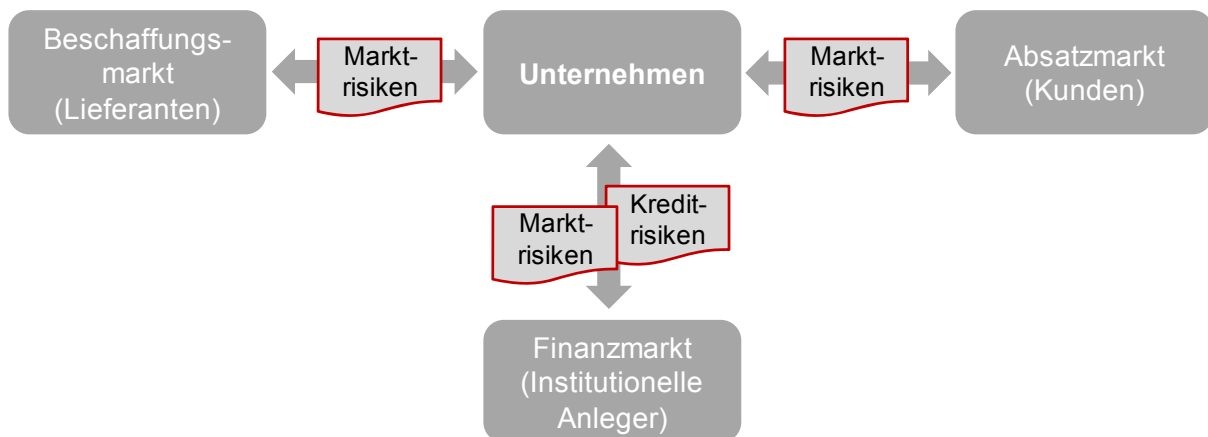 Beschaffungs-
markt
(Lieferanten)
Markt-
risiken
Unternehmen
Markt-
risiken
Absatzmarkt
(Kunden)
Markt-
risiken
Kredit-
risiken
Finanzmarkt
(Institutionelle
Anleger)